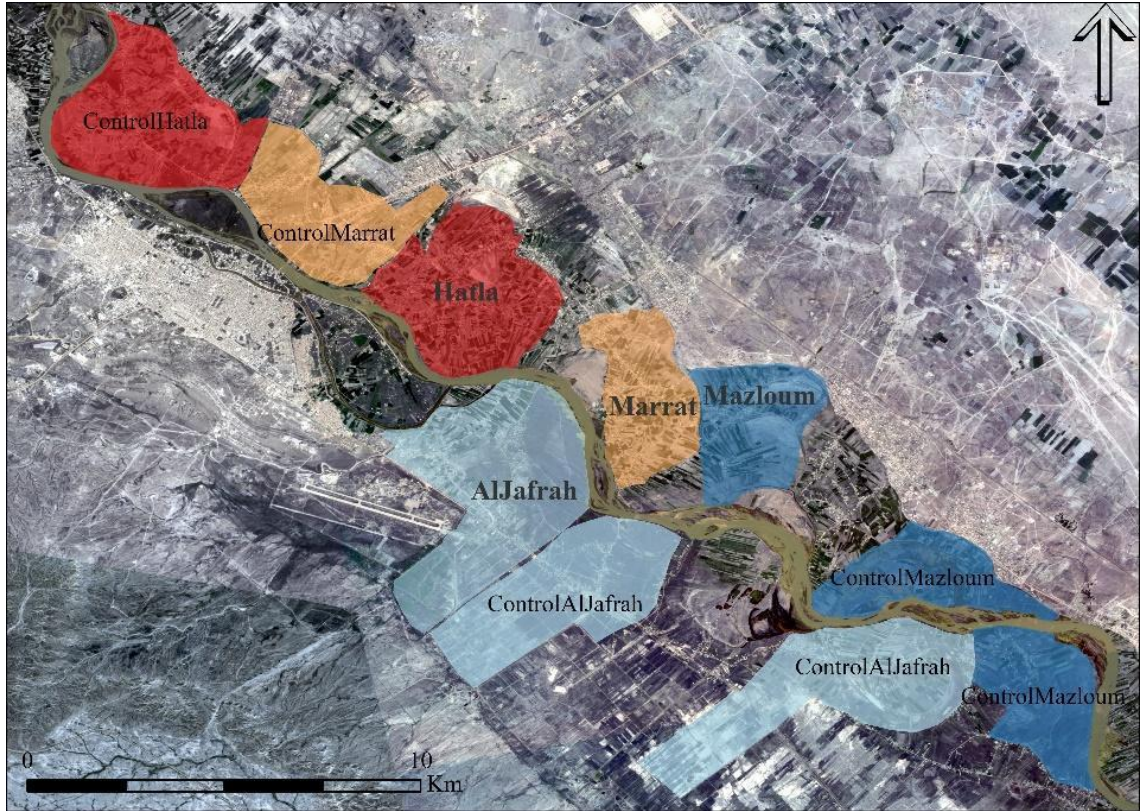 ControlHatla
ControlMarrat
Hatla
Marrat
Mazloum
AlJafrah
ControlMazloum
ControlAlJafrah
ControlAlJafrah
ControlMazloum
0
10
Km